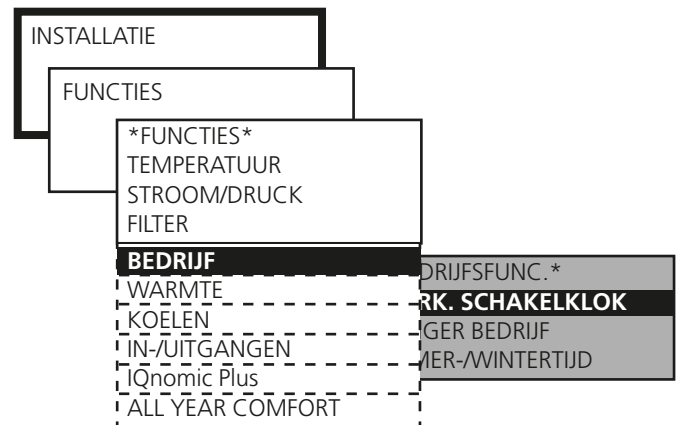 INSTALLATIE
FUNCTIES
*FUNCTIES*
TEMPERATUUR
STROOM/DRUCK
FILTER
BEDRIJF
WARMTE
KOELEN
IN-/UITGANGEN
IQnomic Plus
ALL YEAR COMFORT
DRIJFSFUNC.*
RK. SCHAKELKLOK
GER BEDRIJF
MER-/WINTERTIJD